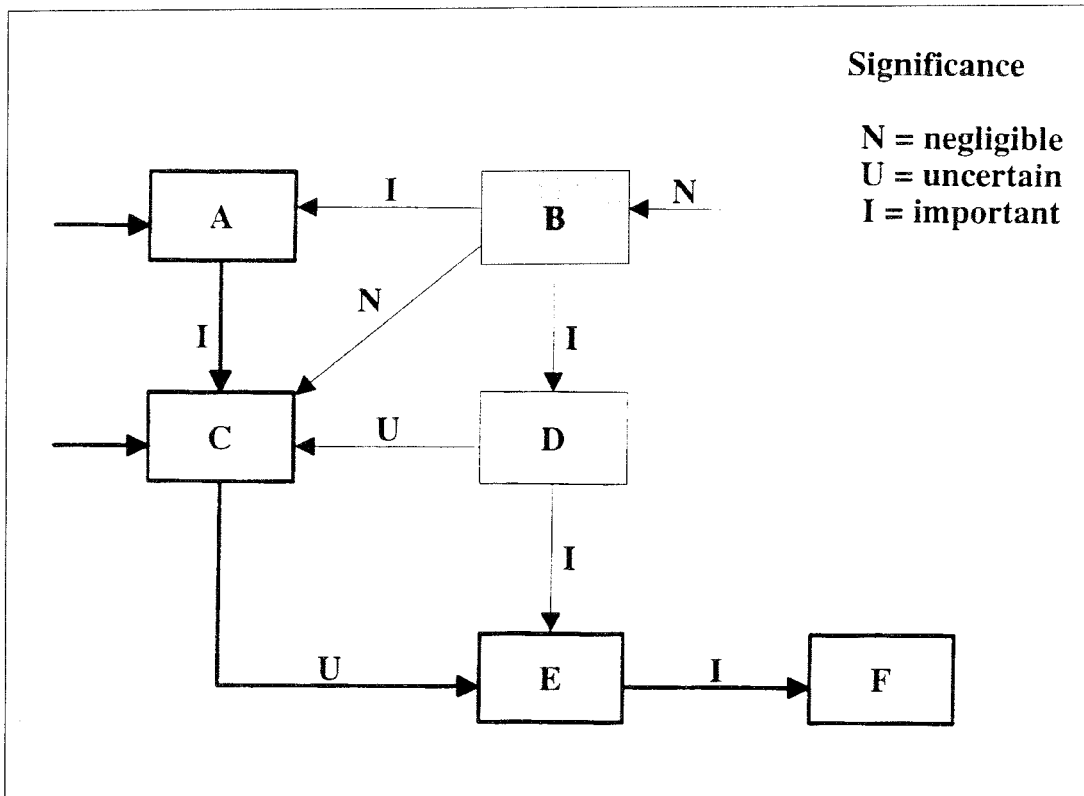 Significance
N = negligible
U = uncertain
I = important
A
I
B
N
I
N
I
C
U
D
I
U
E
I
F